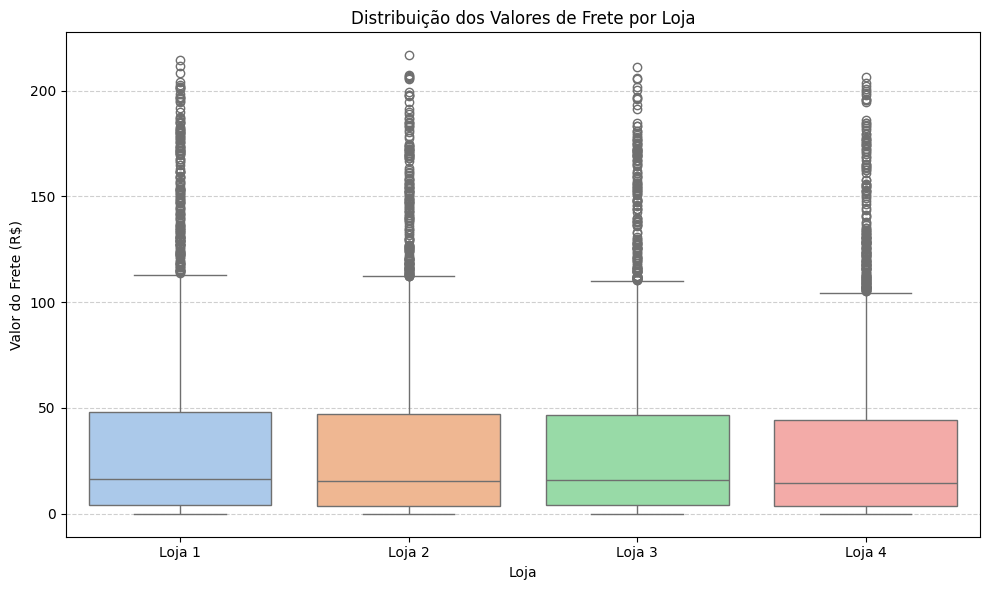 Distribuição dos Valores de Frete por Loja
Valor do Frete (R$)
200
150
100
50
0
Loja 1
Loja 2
Loja 3
Loja 4
Loja